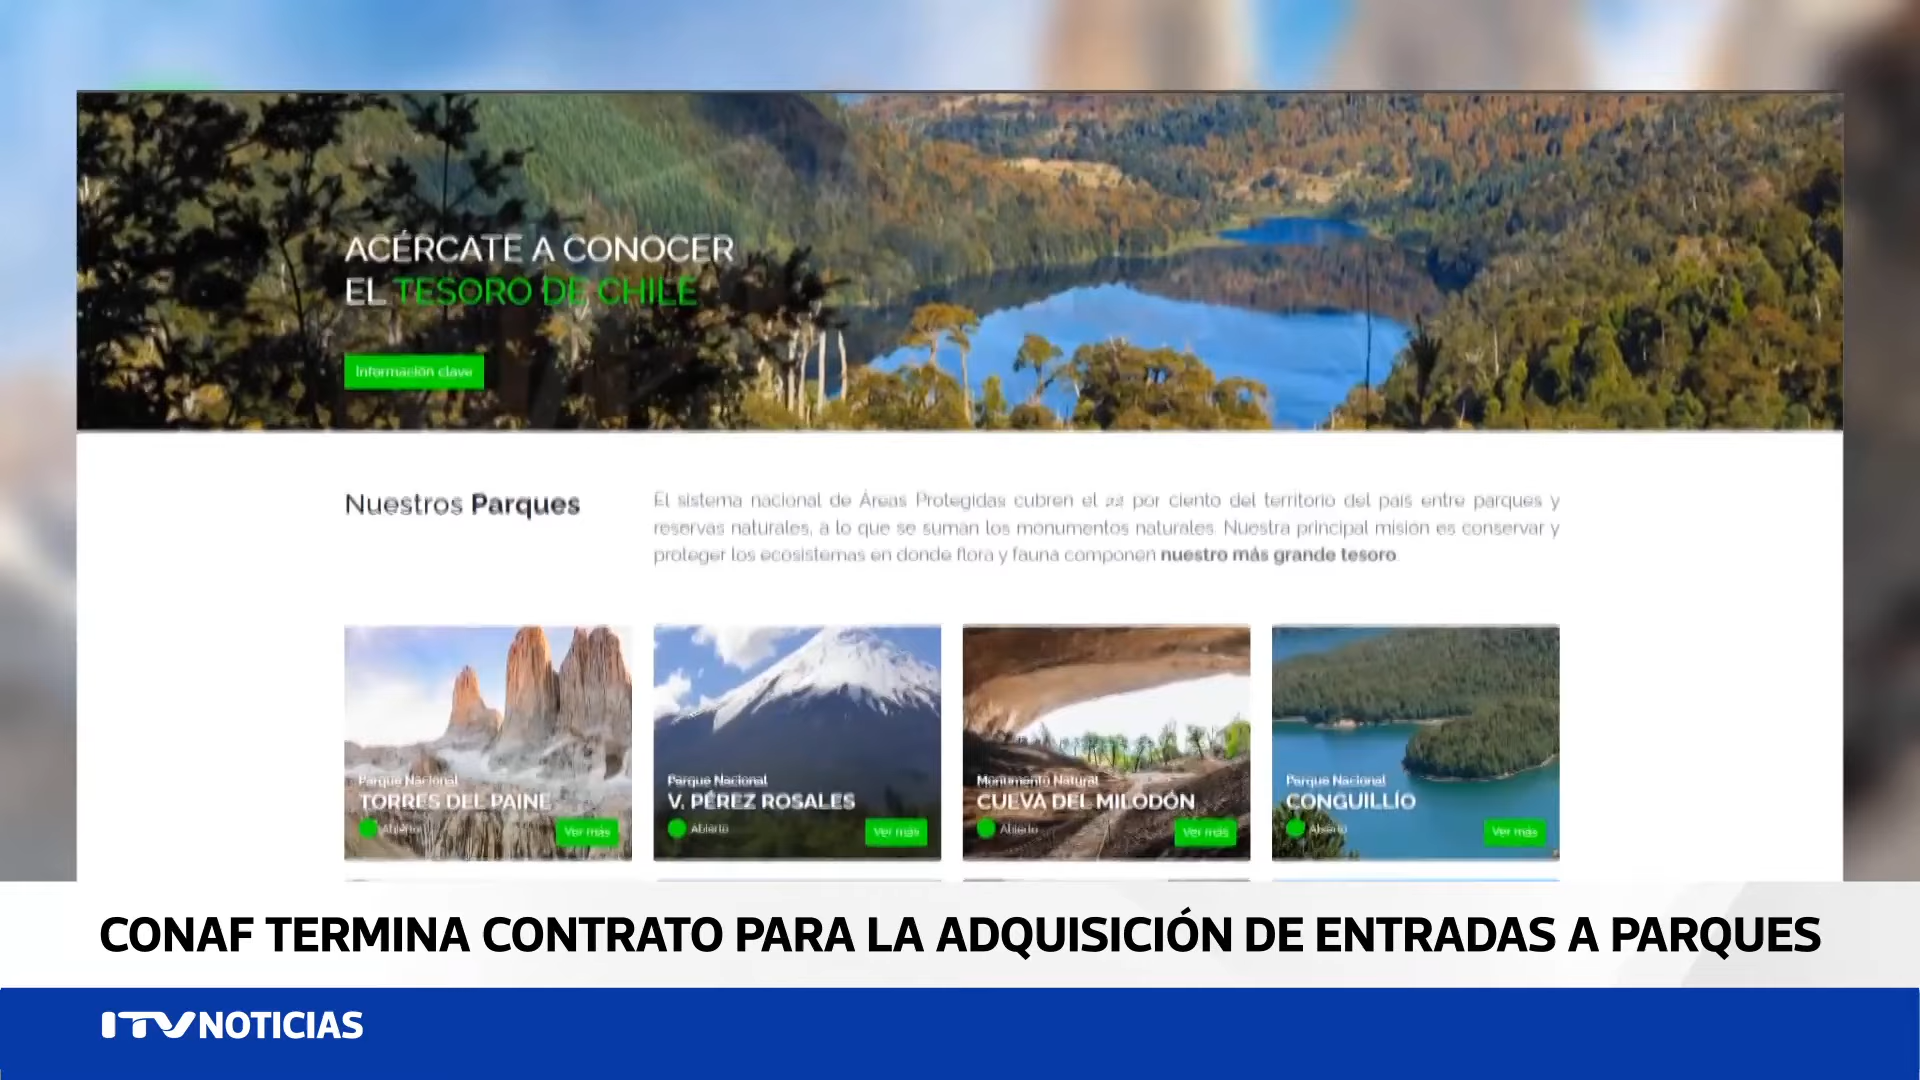 ACÉRCATE A CONOCER
EL TESORO DE CHILE
Información clave
Nuestros Parques
El sistema nacional de Áreas Protegidas cubren el por ciento del territorio del país entre parques y
reservas naturales, a lo que se suman los monumentos naturales. Nuestra principal misión es conservar y
proteger los ecosistemas en donde flora y fauna componen nuestro más grande tesoro
Parque Nacional
TORRES DEL PAINE
Abierto
Ver más
Parque Nacional
V. PÉREZ ROSALES
Abierto
Ver más
Monumento Natural
CUEVA DEL MILODÓN
Abierto
Ver más
Parque Nacional
CONGUILLÍO
Abierto
Ver más
CONAF TERMINA CONTRATO PARA LA ADQUISICIÓN DE ENTRADAS A PARQUES
ITV NOTICIAS